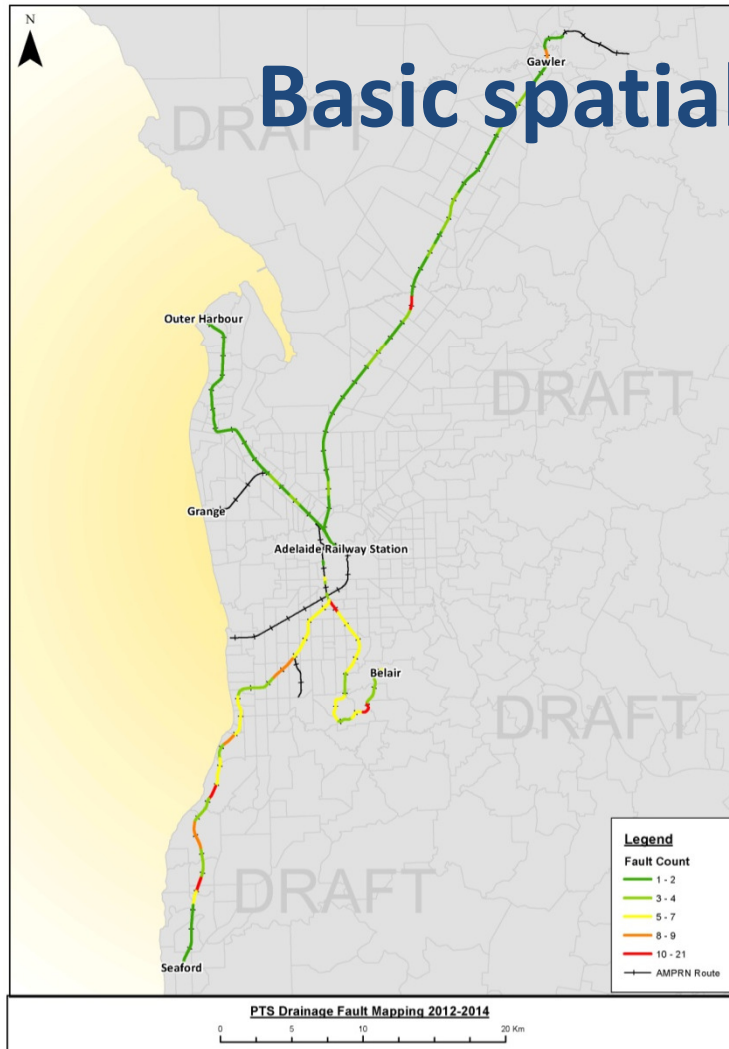 N
Gawler
Basic spatial
DRAFT
Outer Harbour
DRAFT
Grange
Adelaide Railway Station
Belair
DRAFT
Legend
Fault Count
1 - 2
3 - 4
5 - 7
8 - 9
10 - 21
AMPRN Route
DRAFT
Seaford
PTS Drainage Fault Mapping 2012-2014
0 5 10 20 Km